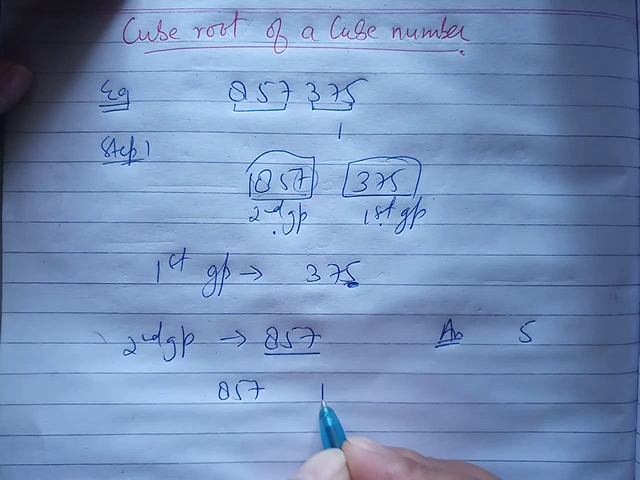 Cube root of a Cube number.
Eg 857 375
1
Step 1 857 375
2nd gp 1st gp
1st gp → 375
2nd gp → 857 An 5
857 1